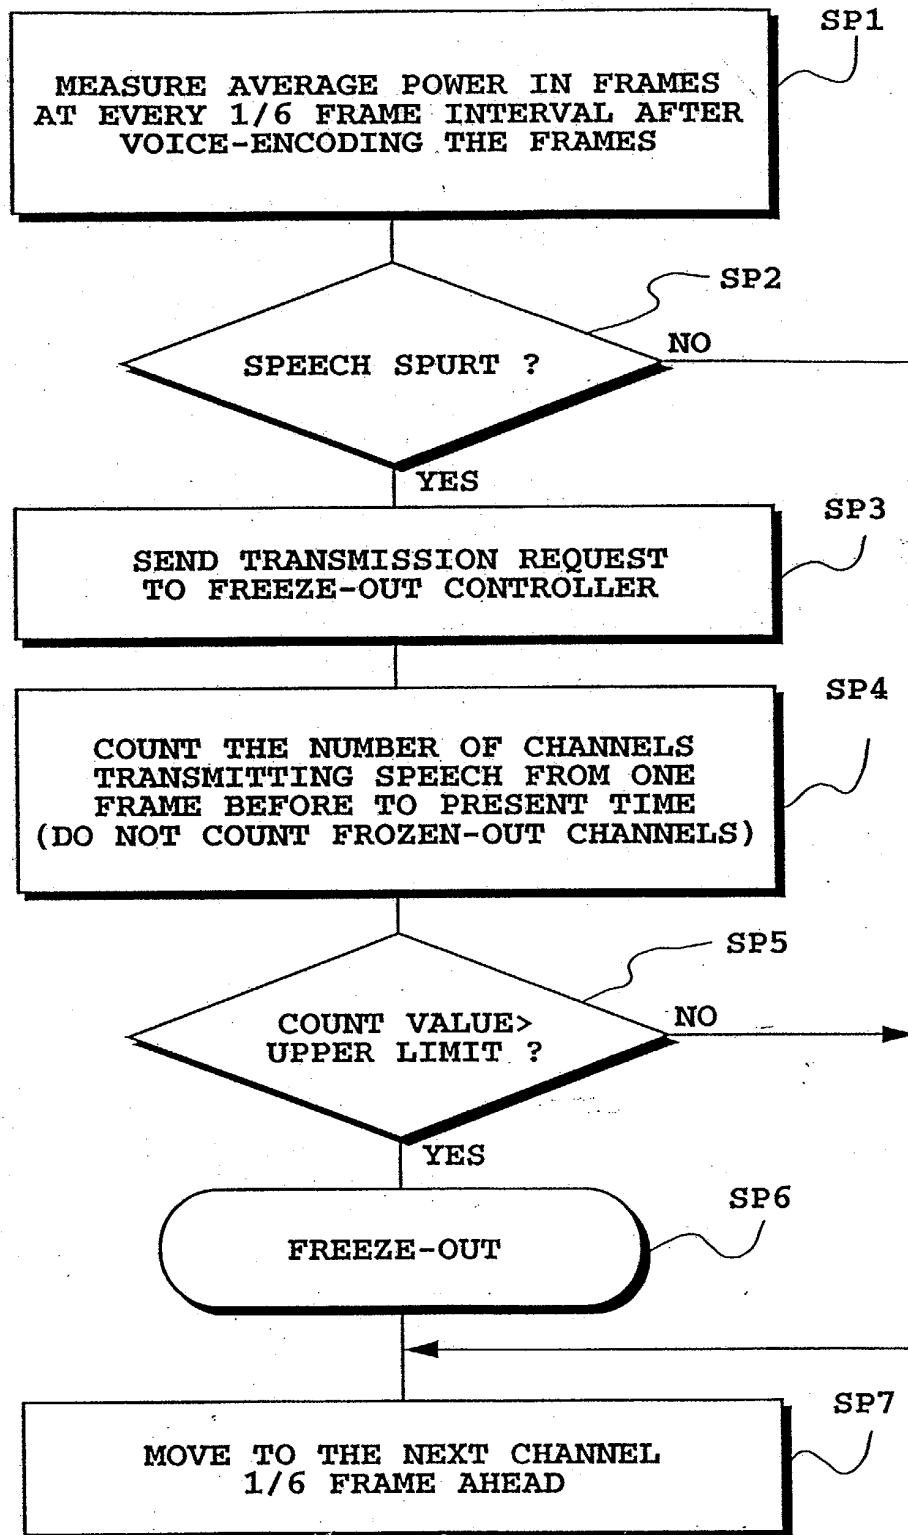 SP1
MEASURE AVERAGE POWER IN FRAMES
AT EVERY 1/6 FRAME INTERVAL AFTER
VOICE-ENCODING THE FRAMES
SP2
SPEECH SPURT ?
NO
YES
SP3
SEND TRANSMISSION REQUEST
TO FREEZE-OUT CONTROLLER
SP4
COUNT THE NUMBER OF CHANNELS
TRANSMITTING SPEECH FROM ONE
FRAME BEFORE TO PRESENT TIME
(DO NOT COUNT FROZEN-OUT CHANNELS)
SP5
COUNT VALUE>
UPPER LIMIT ?
NO
YES
SP6
FREEZE-OUT
SP7
MOVE TO THE NEXT CHANNEL
1/6 FRAME AHEAD